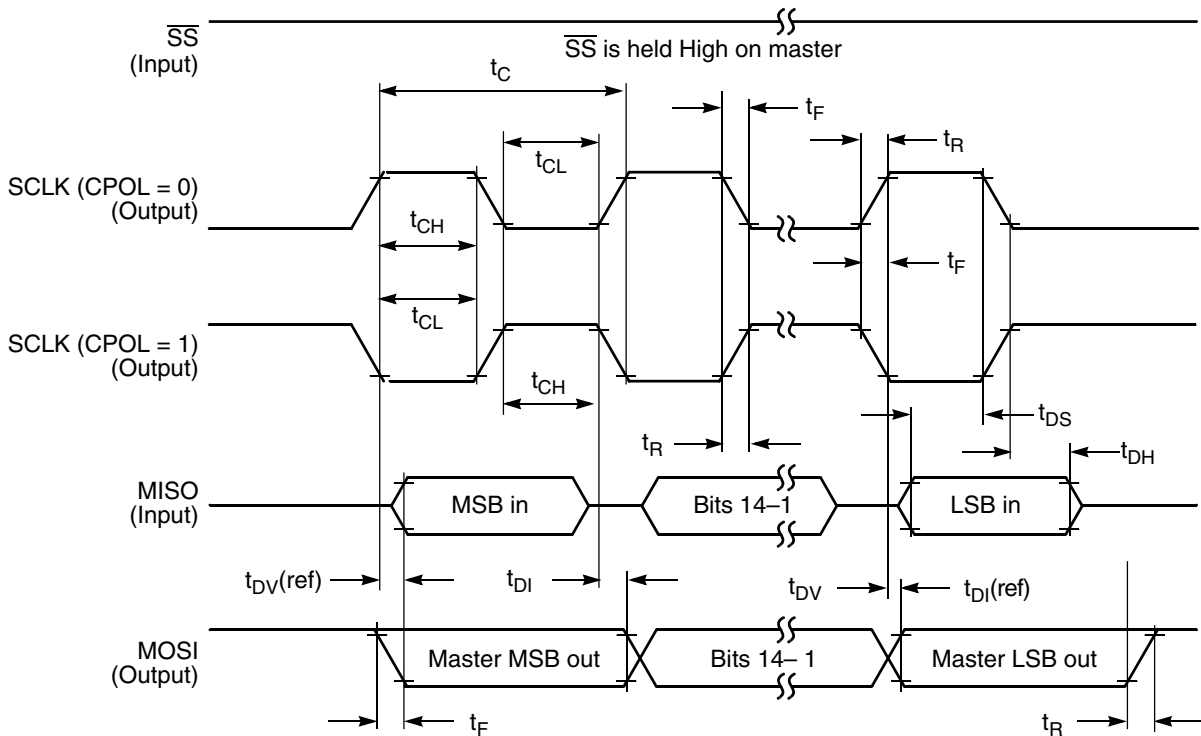 SS
(Input)
SS is held High on master
tC
tF
tR
tCL
SCLK (CPOL = 0)
(Output)
tCH
tF
tCL
SCLK (CPOL = 1)
(Output)
tCH
tDS
tR
tDH
MISO
(Input)
MSB in
Bits 14–1
LSB in
tDV(ref)
tDI
tDV
tDI(ref)
MOSI
(Output)
Master MSB out
Bits 14– 1
Master LSB out
tF
tR